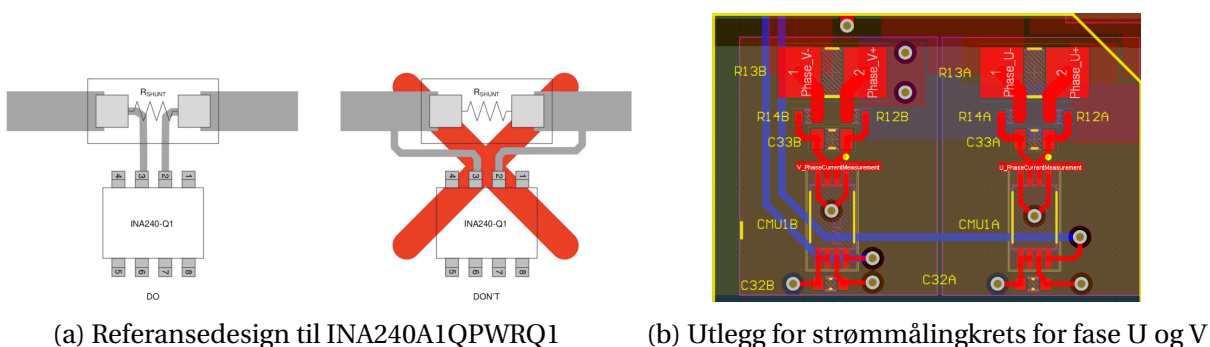 RSHUNT
4 3 2 1
INA240-Q1
5 6 7 8
DO
RSHUNT
4 3 2 1
INA240-Q1
5 6 7 8
DON'T
R13B
1
Phase_V-
2
Phase_V+
R13A
1
Phase_U-
2
Phase_U+
R14B
R12B
R14A
R12A
C33B
C33A
V_PhaseCurrentMeasurement
U_PhaseCurrentMeasurement
CMU1B
CMU1A
C32B
C32A
(a) Referansedesign til INA240A1QPWRQ1
(b) Utlegg for strømmålingkrets for fase U og V